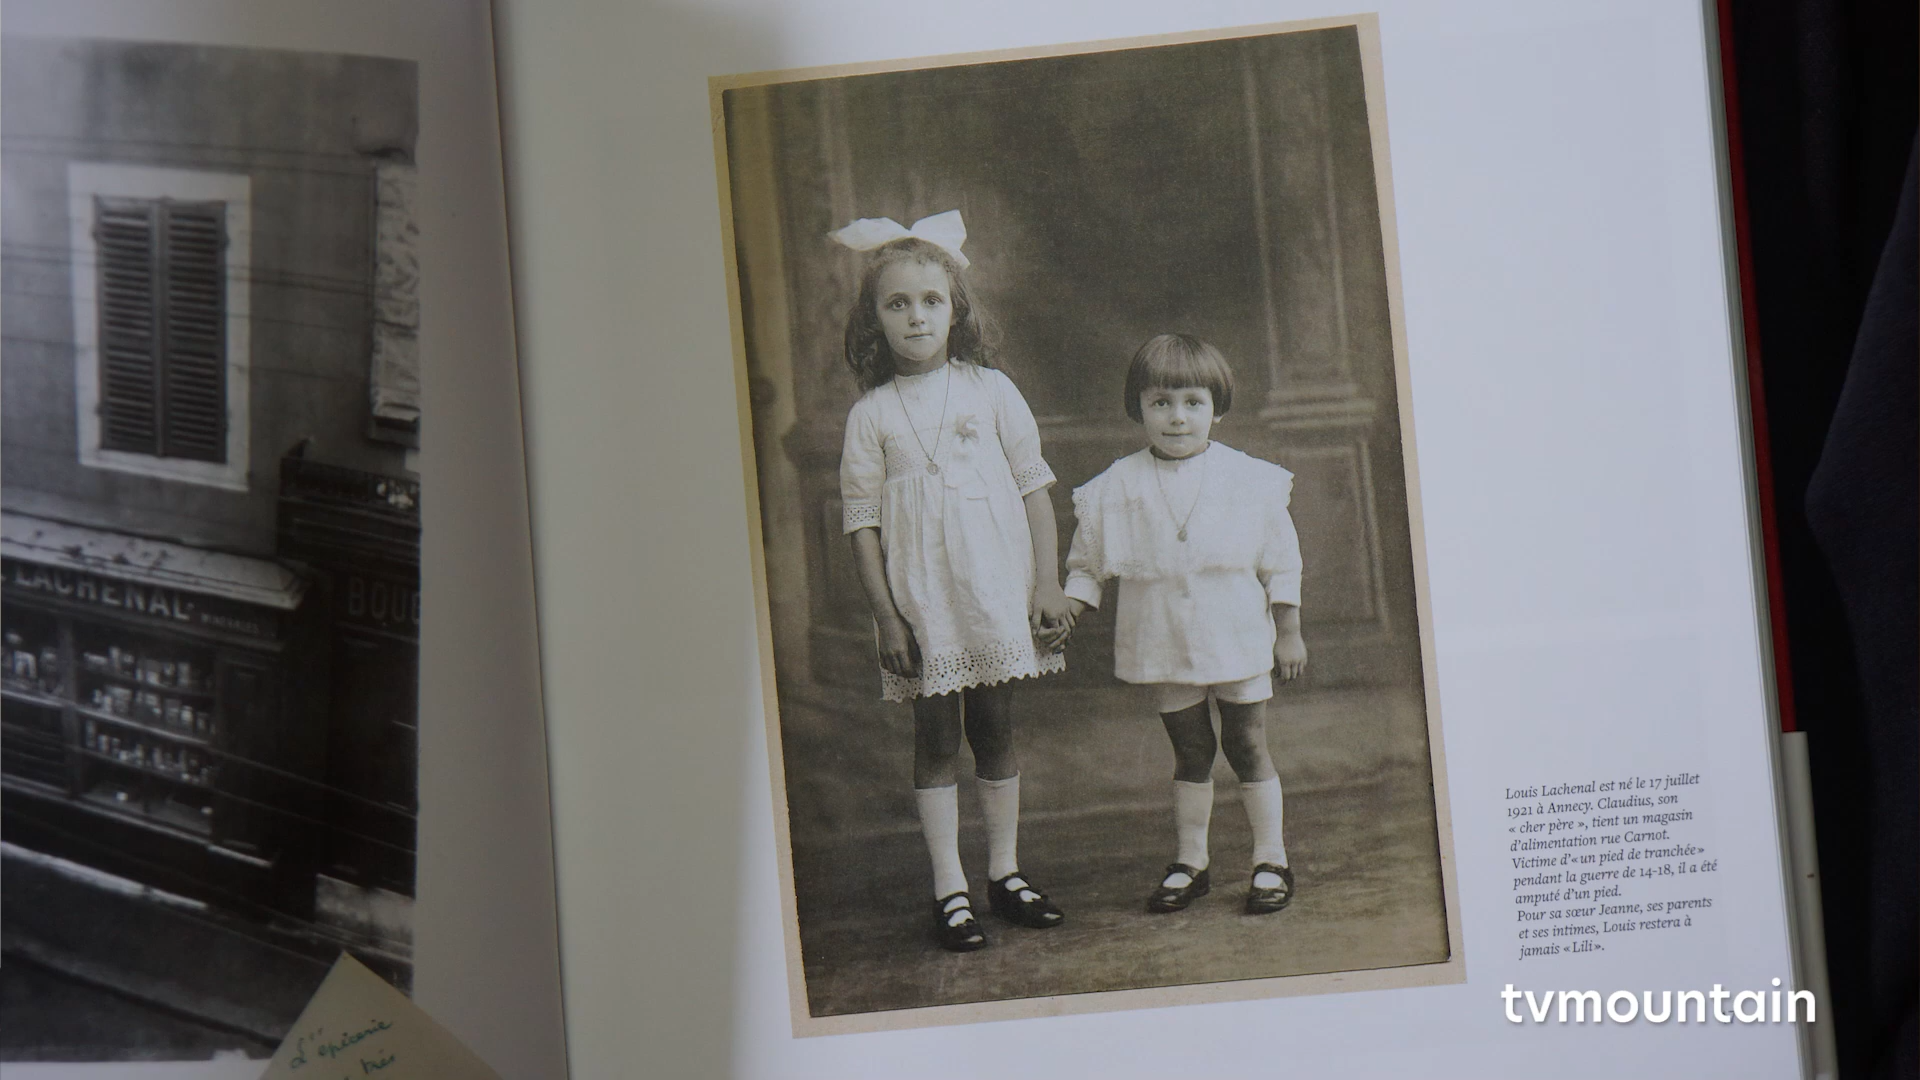 LACHENAL
L'épicerie
très
Louis Lachenal est né le 17 juillet
1921 à Annecy. Claudius, son
« cher père », tient un magasin
d'alimentation rue Carnot.
Victime d'« un pied de tranchée »
pendant la guerre de 14-18, il a été
amputé d'un pied.
Pour sa sœur Jeanne, ses parents
et ses intimes, Louis restera à
jamais « Lili ».
tvmountain